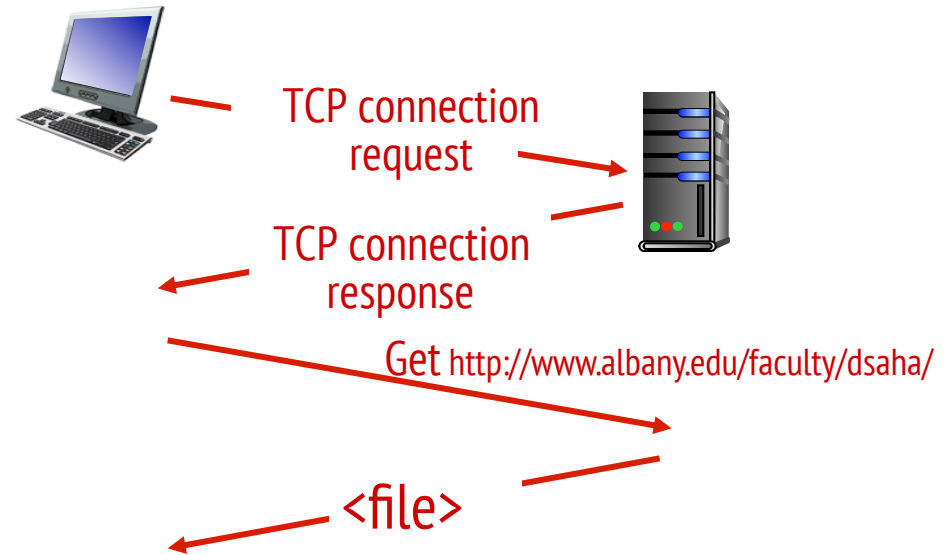 TCP connection
request
TCP connection
response
Get http://www.albany.edu/faculty/dsaha/
<file>